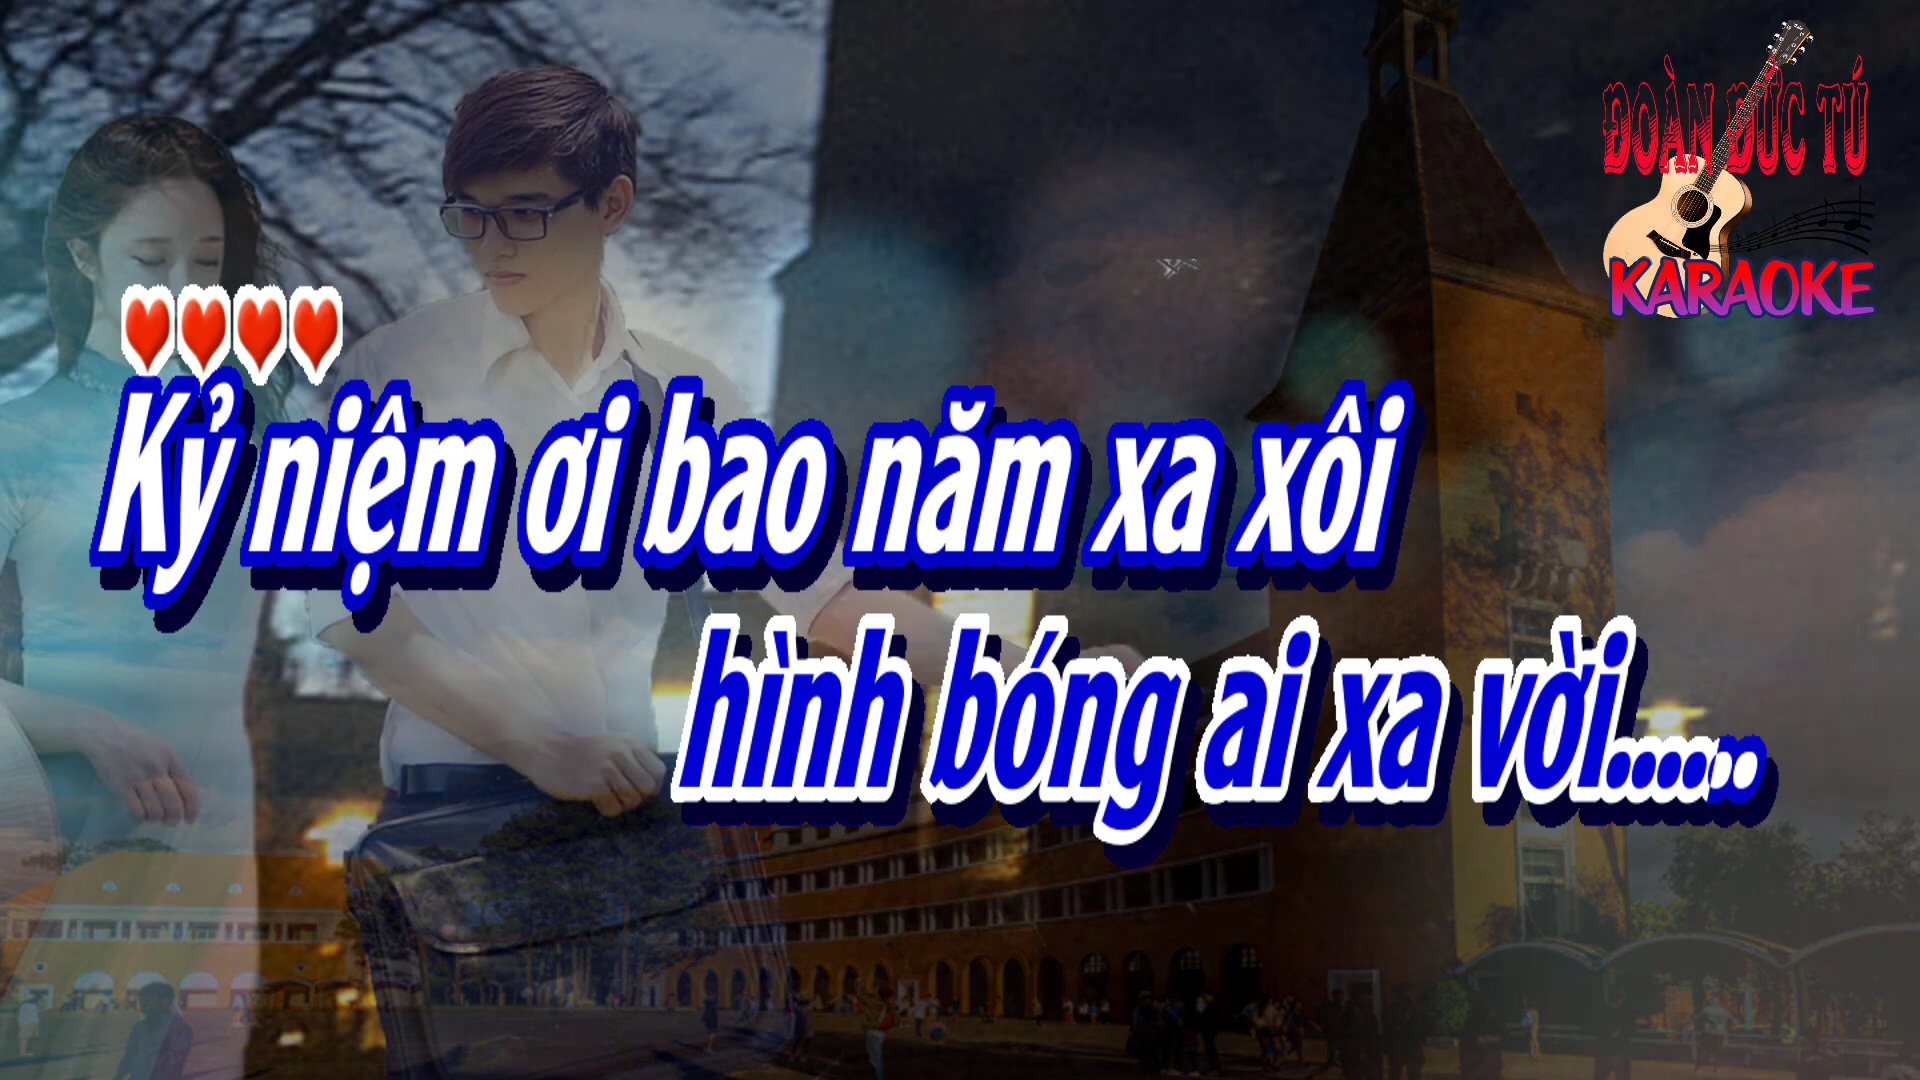 ĐOÀN ĐỨC TÚ
KARAOKE
Kỷ niệm ơi bao năm xa xôi
hình bóng ai xa vời......